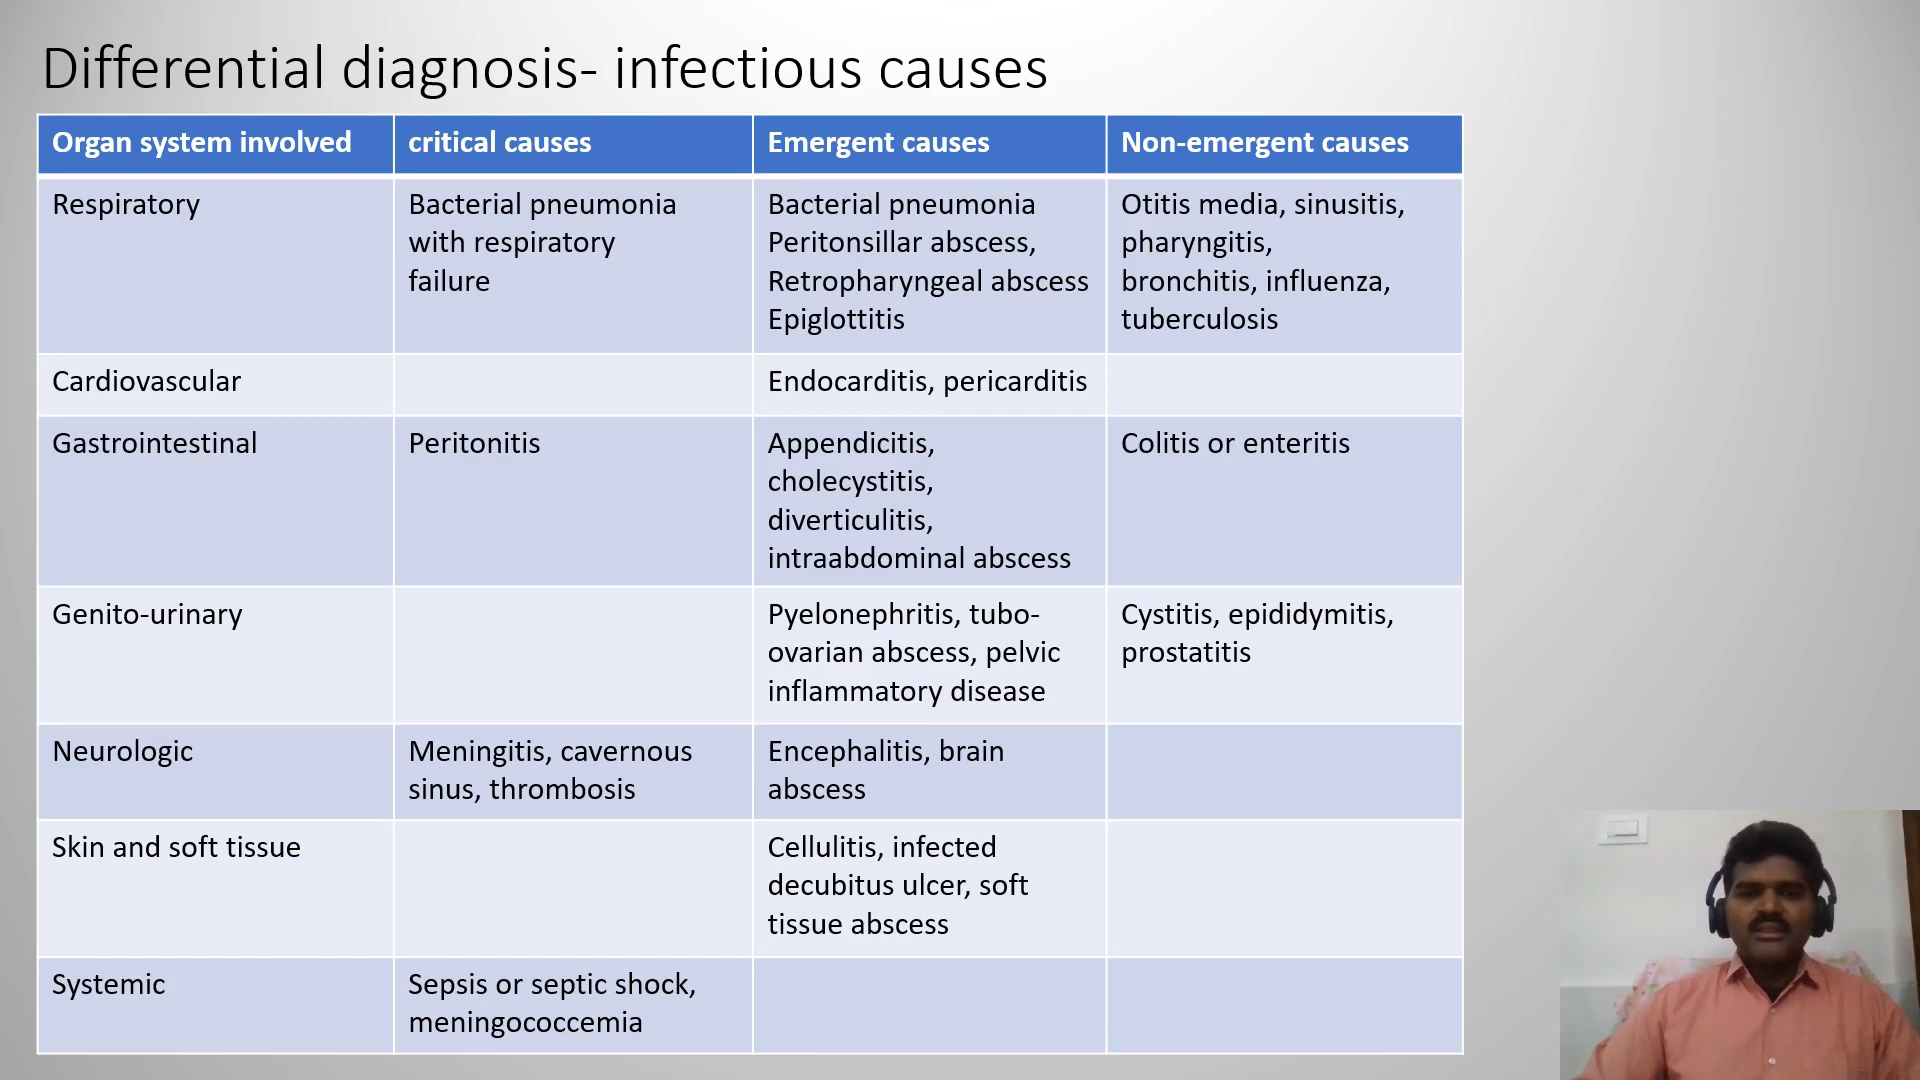 Differential diagnosis- infectious causes
Organ system involved
critical causes
Emergent causes
Non-emergent causes
Respiratory
Bacterial pneumonia
with respiratory
failure
Bacterial pneumonia
Peritonsillar abscess,
Retropharyngeal abscess
Epiglottitis
Otitis media, sinusitis,
pharyngitis,
bronchitis, influenza,
tuberculosis
Cardiovascular
Endocarditis, pericarditis
Gastrointestinal
Peritonitis
Appendicitis,
cholecystitis,
diverticulitis,
intraabdominal abscess
Colitis or enteritis
Genito-urinary
Pyelonephritis, tubo-
ovarian abscess, pelvic
inflammatory disease
Cystitis, epididymitis,
prostatitis
Neurologic
Meningitis, cavernous
sinus, thrombosis
Encephalitis, brain
abscess
Skin and soft tissue
Cellulitis, infected
decubitus ulcer, soft
tissue abscess
Systemic
Sepsis or septic shock,
meningococcemia